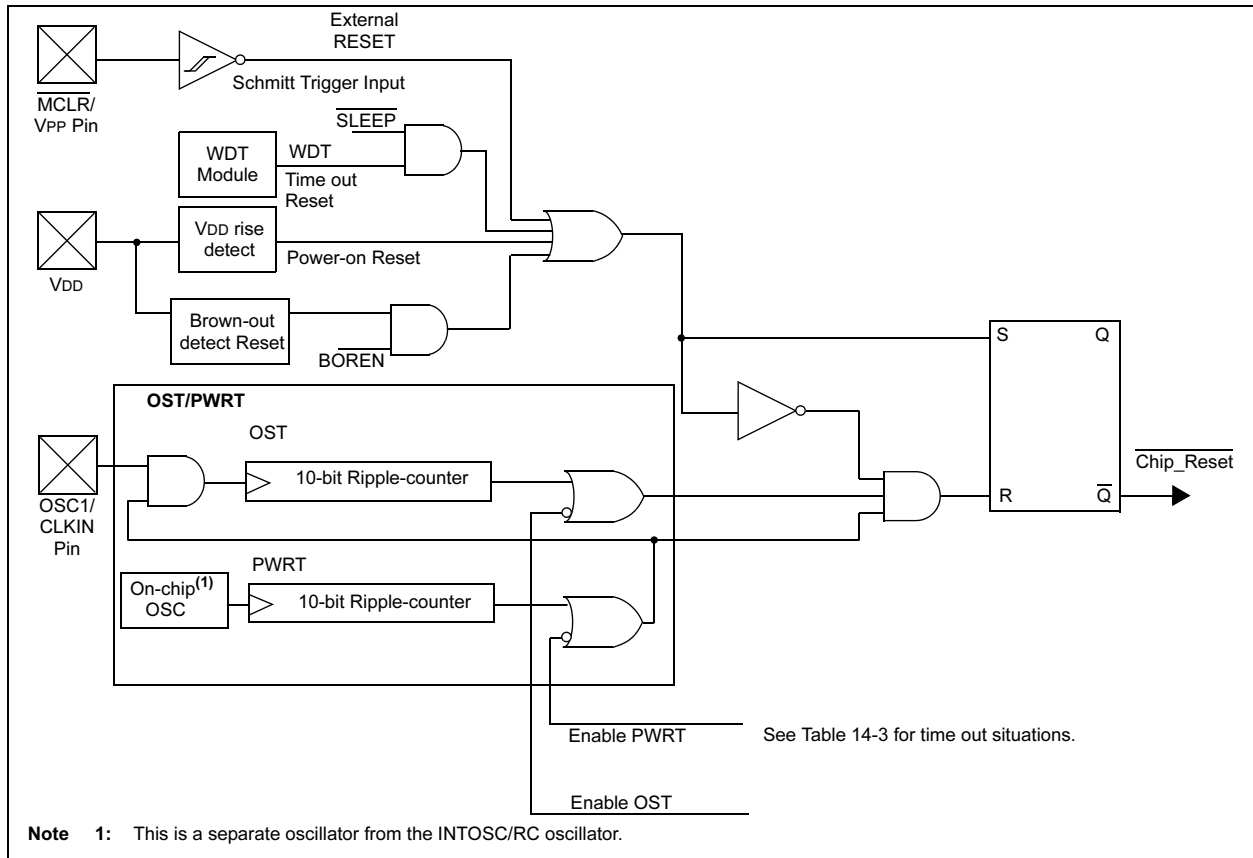 External
RESET
Schmitt Trigger Input
MCLR/
VPP Pin
SLEEP
WDT
Module
WDT
Time out
Reset
VDD rise
detect
Power-on Reset
VDD
Brown-out
detect Reset
BOREN
S
Q
OST/PWRT
OST
10-bit Ripple-counter
Chip_Reset
R
Q
OSC1/
CLKIN
Pin
PWRT
On-chip(1)
OSC
10-bit Ripple-counter
Enable PWRT
See Table 14-3 for time out situations.
Enable OST
Note 1: This is a separate oscillator from the INTOSC/RC oscillator.